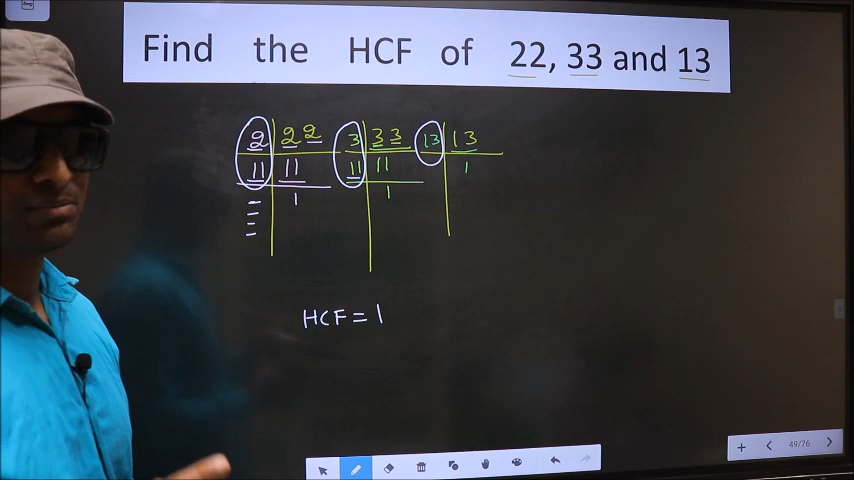 Find the HCF of 22, 33 and 13
2 22 3 33 13 13
11 11 11 11 1
1 1
HCF = 1
49/76